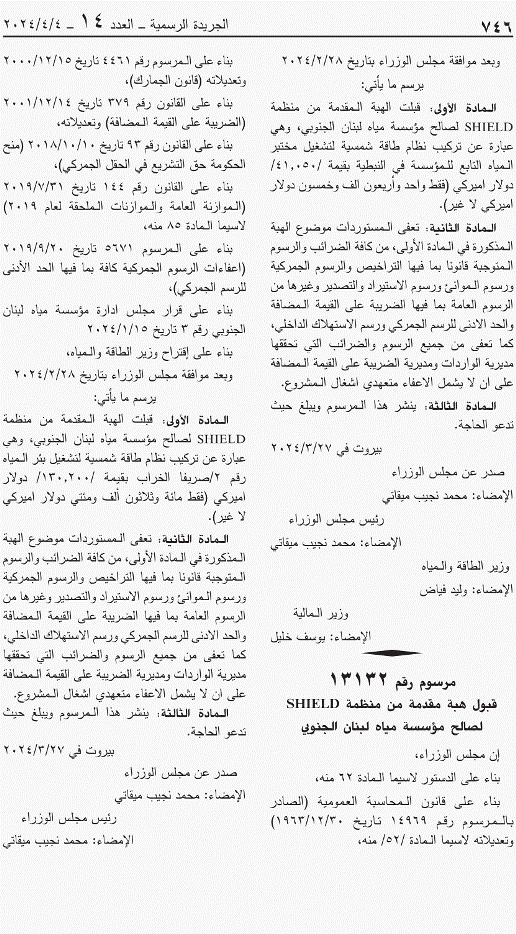 ٧٤٦
الجريدة الرسمية – العدد ١٤ – ٢٠٢٤/٤/٤
وبعد موافقة مجلس الوزراء بتاريخ ٢٠٢٤/٢/٢٨
يرسم ما يأتي:
المادة الأولى: قبلت الهبة المقدمة من منظمة
SHIELD لصالح مؤسسة مياه لبنان الجنوبي، وهي
عبارة عن تركيب نظام طاقة شمسية لتشغيل مختبر
المياه التابع للمؤسسة في النبطية بقيمة /٤١,٠٥٠/
دولار اميركي (فقط واحد وأربعون الف وخمسون دولار
اميركي لا غير).
المادة الثانية: تعفى المستوردات موضوع الهبة
المذكورة في المادة الأولى، من كافة الضرائب والرسوم
المتوجبة قانونا بما فيها التراخيص والرسوم الجمركية
ورسوم الموانئ ورسوم الاستيراد والتصدير وغيرها من
الرسوم العامة بما فيها الضريبة على القيمة المضافة
والحد الادنى للرسم الجمركي ورسم الاستهلاك الداخلي،
كما تعفى من جميع الرسوم والضرائب التي تحققها
مديرية الواردات ومديرية الضريبة على القيمة المضافة
على ان لا يشمل الاعفاء متعهدي اشغال المشروع.
المادة الثالثة: ينشر هذا المرسوم ويبلغ حيث
تدعو الحاجة.
بيروت في ٢٠٢٤/٣/٢٧
صدر عن مجلس الوزراء
الإمضاء: محمد نجيب ميقاتي
رئيس مجلس الوزراء
الإمضاء: محمد نجيب ميقاتي
وزير الطاقة والمياه
الإمضاء: وليد فياض
وزير المالية
الإمضاء: يوسف خليل
مرسوم رقم ١٣١٣٢
قبول هبة مقدمة من منظمة SHIELD
لصالح مؤسسة مياه لبنان الجنوبي
إن مجلس الوزراء،
بناء على الدستور لاسيما المادة ٦٢ منه،
بناء على قانون المحاسبة العمومية (الصادر
بالمرسوم رقم ١٤٩٦٩ تاريخ ١٩٦٣/١٢/٣٠)
وتعديلاته لاسيما المادة /٥٢/ منه،
بناء على المرسوم رقم ٤٤٦١ تاريخ ٢٠٠٠/١٢/١٥
وتعديلاته (قانون الجمارك)،
بناء على القانون رقم ٣٧٩ تاريخ ٢٠٠١/١٢/١٤
(الضريبة على القيمة المضافة) وتعديلاته،
بناء على القانون رقم ٩٣ تاريخ ٢٠١٨/١٠/١٠ (منح
الحكومة حق التشريع في الحقل الجمركي)،
بناء على القانون رقم ١٤٤ تاريخ ٢٠١٩/٧/٣١
(الموازنة العامة والموازنات الملحقة لعام ٢٠١٩)
لاسيما المادة ٨٥ منه،
بناء على المرسوم ٥٦٧١ تاريخ ٢٠١٩/٩/٢٠
(اعفاءات الرسوم الجمركية كافة بما فيها الحد الأدنى
للرسم الجمركي)،
بناء على قرار مجلس ادارة مؤسسة مياه لبنان
الجنوبي رقم ٣ تاريخ ٢٠٢٤/١/١٥
بناء على إقتراح وزير الطاقة والمياه،
وبعد موافقة مجلس الوزراء بتاريخ ٢٠٢٤/٢/٢٨
يرسم ما يأتي:
المادة الأولى: قبلت الهبة المقدمة من منظمة
SHIELD لصالح مؤسسة مياه لبنان الجنوبي، وهي
عبارة عن تركيب نظام طاقة شمسية لتشغيل بئر المياه
رقم ٢/صريفا الخراب بقيمة /١٣٠,٢٠٠/ دولار
اميركي (فقط مائة وثلاثون ألف ومئتي دولار اميركي
لا غير).
المادة الثانية: تعفى المستوردات موضوع الهبة
المذكورة في المادة الأولى، من كافة الضرائب والرسوم
المتوجبة قانونا بما فيها التراخيص والرسوم الجمركية
ورسوم الموانئ ورسوم الاستيراد والتصدير وغيرها من
الرسوم العامة بما فيها الضريبة على القيمة المضافة
والحد الادنى للرسم الجمركي ورسم الاستهلاك الداخلي،
كما تعفى من جميع الرسوم والضرائب التي تحققها
مديرية الواردات ومديرية الضريبة على القيمة المضافة
على ان لا يشمل الاعفاء متعهدي اشغال المشروع.
المادة الثالثة: ينشر هذا المرسوم ويبلغ حيث
تدعو الحاجة.
بيروت في ٢٠٢٤/٣/٢٧
صدر عن مجلس الوزراء
الإمضاء: محمد نجيب ميقاتي
رئيس مجلس الوزراء
الإمضاء: محمد نجيب ميقاتي